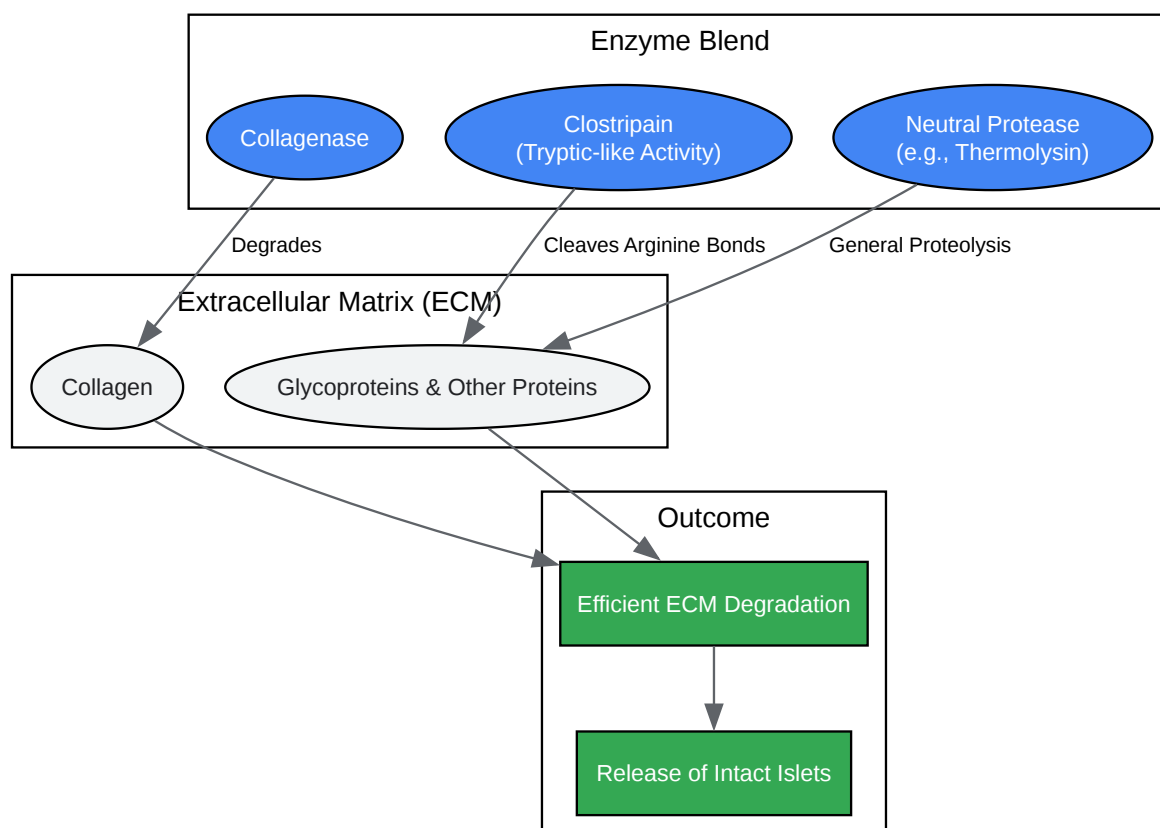 Enzyme Blend
Collagenase
Clostripain
(Tryptic-like Activity)
Neutral Protease
(e.g., Thermolysin)
Degrades
Cleaves Arginine Bonds
General Proteolysis
Extracellular Matrix (ECM)
Collagen
Glycoproteins & Other Proteins
Outcome
Efficient ECM Degradation
Release of Intact Islets